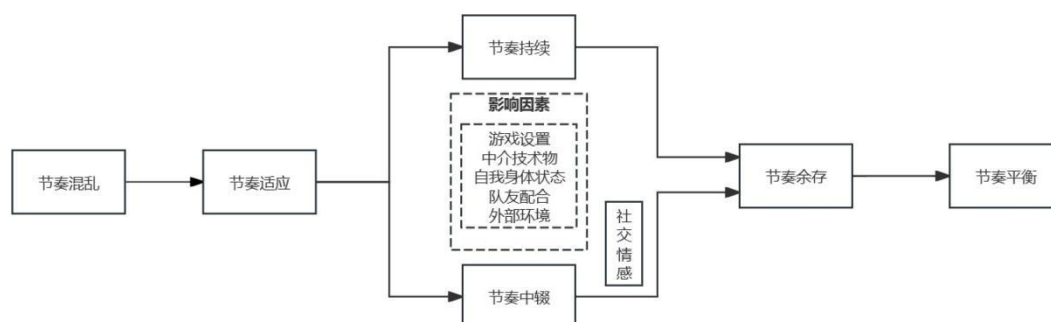 节奏混乱
节奏适应
节奏持续
影响因素
游戏设置
中介技术物
自我身体状态
队友配合
外部环境
节奏中辍
社
交
情
感
节奏余存
节奏平衡